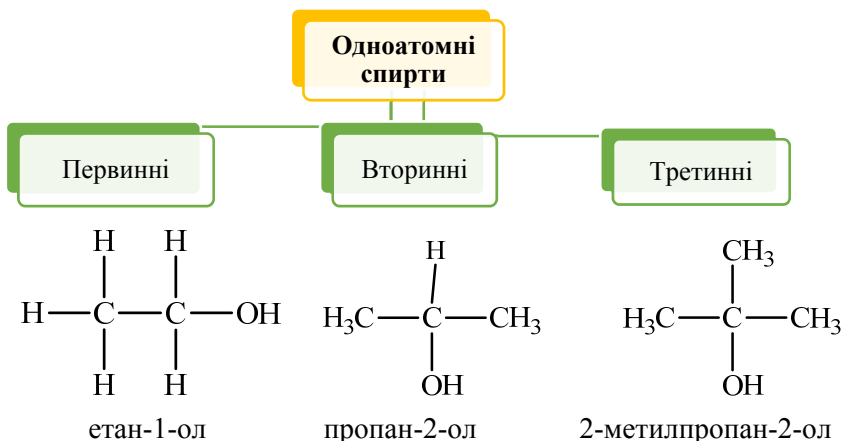 Одноатомні
спирти
Первинні
Вторинні
Третинні
H H
H C C OH
H H
H
H₃C C CH₃
OH
CH₃
H₃C C CH₃
OH
етан-1-ол
пропан-2-ол
2-метилпропан-2-ол